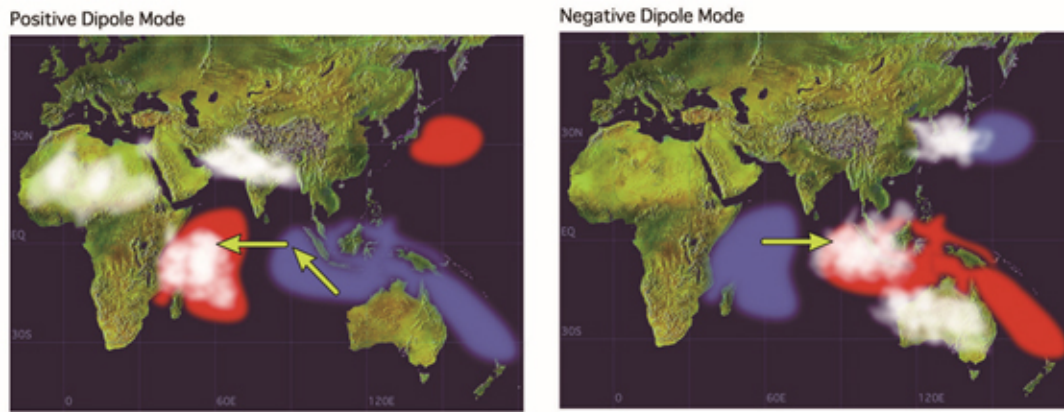 Positive Dipole Mode
30N
EQ
30S
0
60E
120E
Negative Dipole Mode
30N
EQ
30S
0
60E
120E